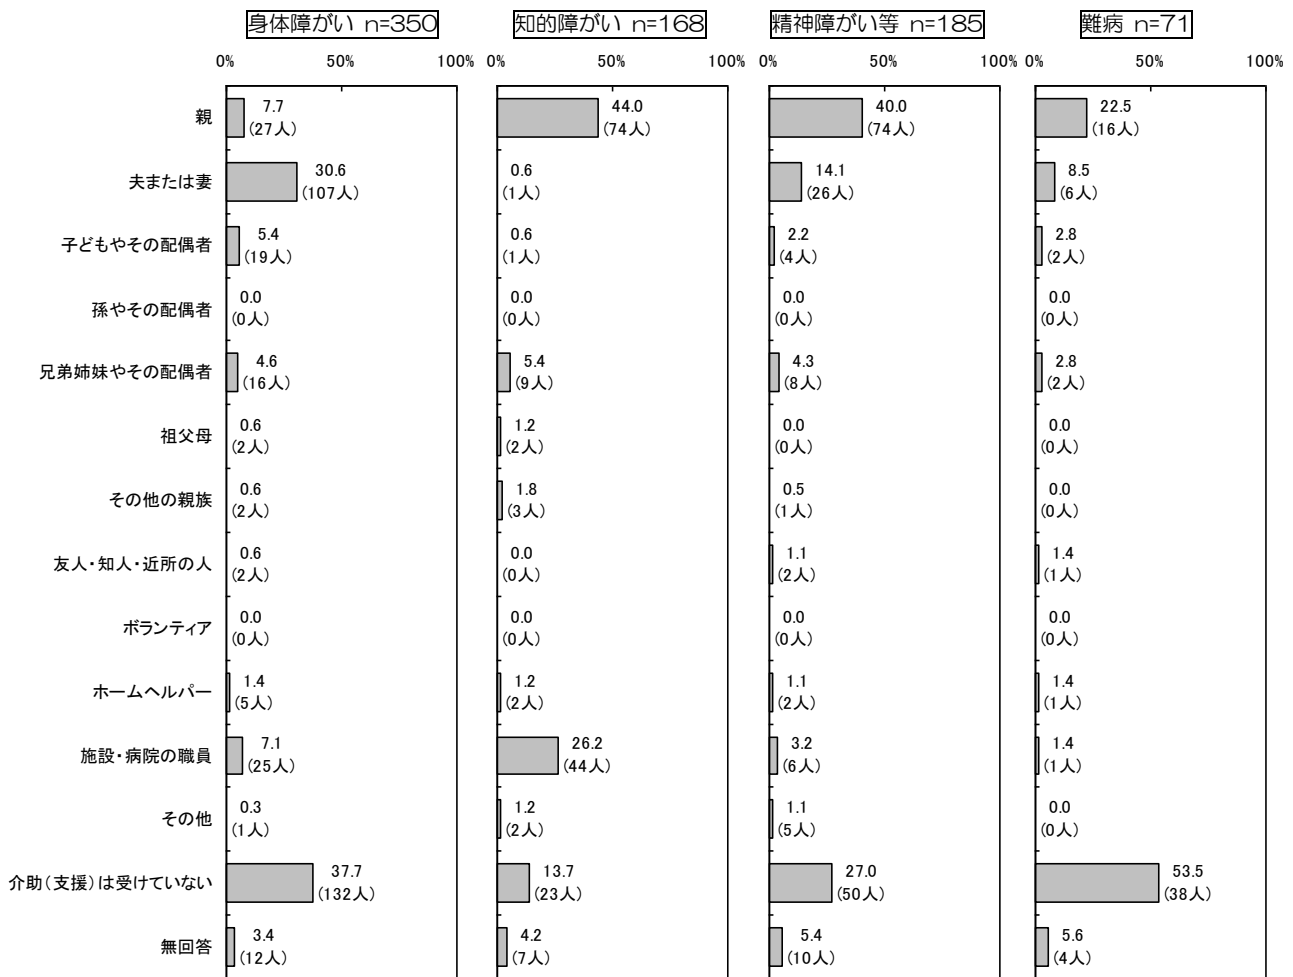 身体障がい n=350
知的障がい n=168
精神障がい等 n=185
難病 n=71
0% 50% 100% 0% 50% 100% 0% 50% 100% 0% 50% 100%
親 7.7 44.0 40.0 22.5
(27人) (74人) (74人) (16人)
夫または妻 30.6 0.6 14.1 8.5
(107人) (1人) (26人) (6人)
子どもやその配偶者 5.4 0.6 2.2 2.8
(19人) (1人) (4人) (2人)
孫やその配偶者 0.0 0.0 0.0 0.0
(0人) (0人) (0人) (0人)
兄弟姉妹やその配偶者 4.6 5.4 4.3 2.8
(16人) (9人) (8人) (2人)
祖父母 0.6 1.2 0.0 0.0
(2人) (2人) (0人) (0人)
その他の親族 0.6 1.8 0.5 0.0
(2人) (3人) (1人) (0人)
友人・知人・近所の人 0.6 0.0 1.1 1.4
(2人) (0人) (2人) (1人)
ボランティア 0.0 0.0 0.0 0.0
(0人) (0人) (0人) (0人)
ホームヘルパー 1.4 1.2 1.1 1.4
(5人) (2人) (2人) (1人)
施設・病院の職員 7.1 26.2 3.2 1.4
(25人) (44人) (6人) (1人)
その他 0.3 1.2 1.1 0.0
(1人) (2人) (5人) (0人)
介助(支援)は受けていない 37.7 13.7 27.0 53.5
(132人) (23人) (50人) (38人)
無回答 3.4 4.2 5.4 5.6
(12人) (7人) (10人) (4人)